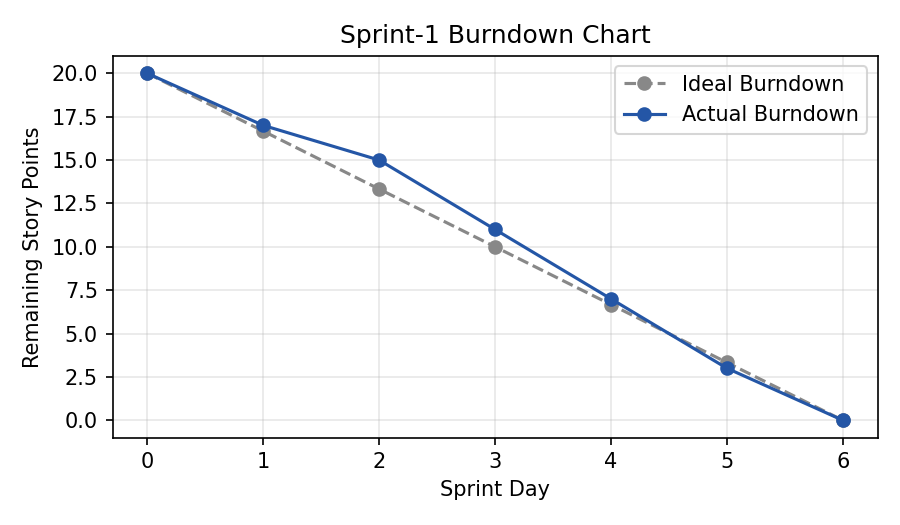 Sprint-1 Burndown Chart
Ideal Burndown
Actual Burndown
Remaining Story Points
20.0
17.5
15.0
12.5
10.0
7.5
5.0
2.5
0.0
0 1 2 3 4 5 6
Sprint Day